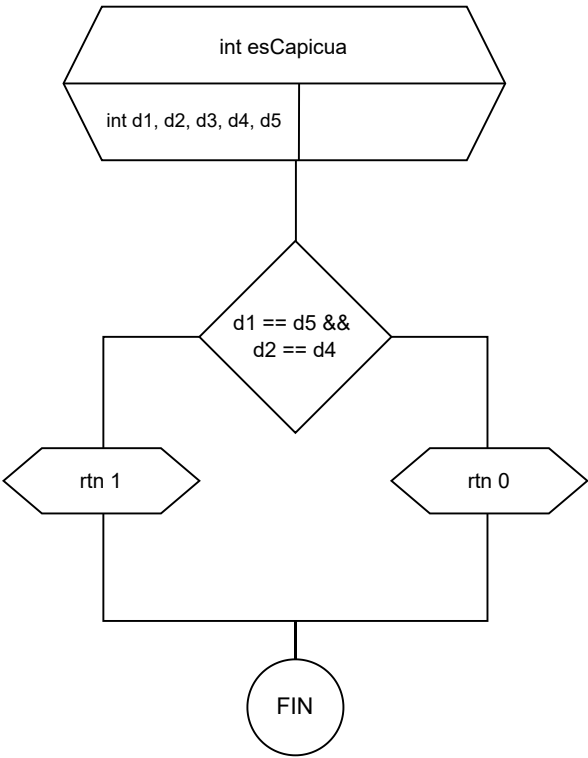 int esCapicua
int d1, d2, d3, d4, d5
d1 == d5 &&
d2 == d4
rtn 1
rtn 0
FIN